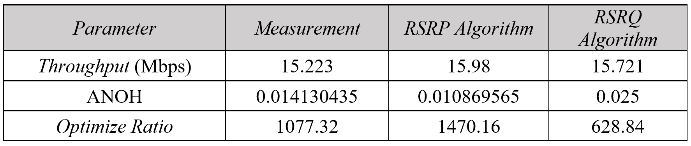 Parameter Measurement RSRP Algorithm RSRQ Algorithm
Throughput (Mbps) 15.223 15.98 15.721
ANOH 0.014130435 0.010869565 0.025
Optimize Ratio 1077.32 1470.16 628.84